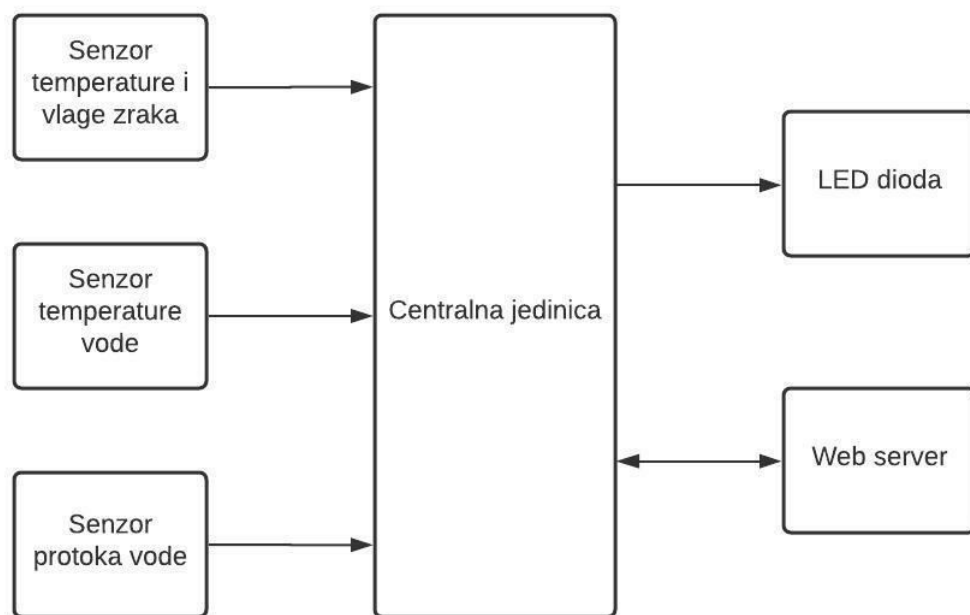 Senzor
temperature i
vlage zraka
Senzor
temperature
vode
Senzor
protoka vode
Centralna jedinica
LED dioda
Web server